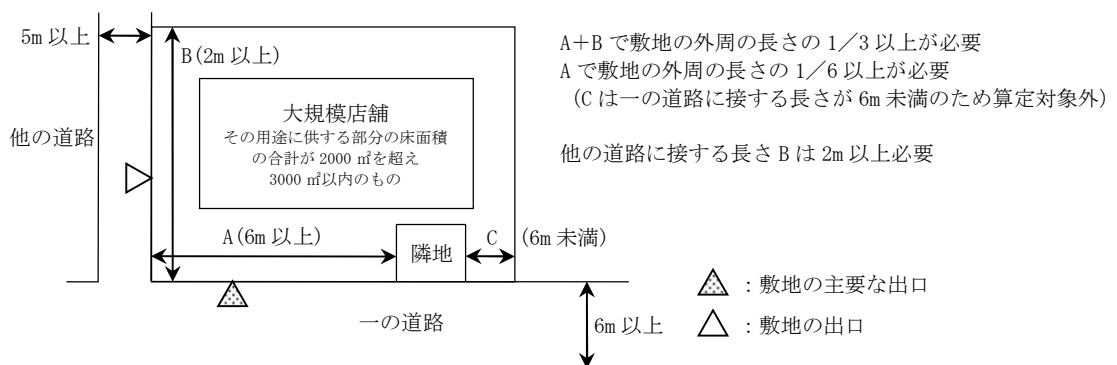 5m 以上
B(2m 以上)
A＋B で敷地の外周の長さの 1／3 以上が必要
A で敷地の外周の長さの 1／6 以上が必要
（C は一の道路に接する長さが 6m 未満のため算定対象外）
大規模店舗
その用途に供する部分の床面積
の合計が 2000 ㎡を超え
3000 ㎡以内のもの
他の道路
他の道路に接する長さ B は 2m 以上必要
A(6m 以上)
隣地
C
(6m 未満)
：敷地の主要な出口
一の道路
6m 以上
：敷地の出口